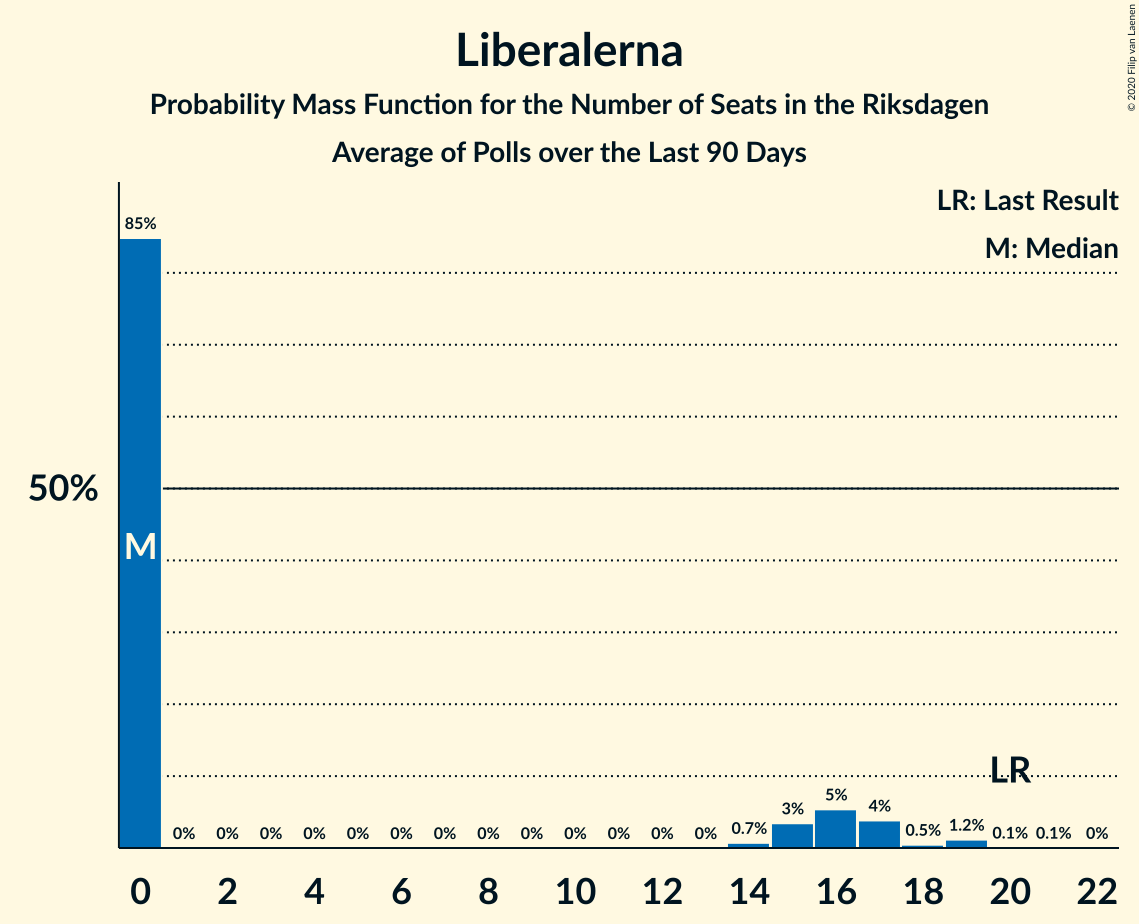 Liberalerna
Probability Mass Function for the Number of Seats in the Riksdagen
Average of Polls over the Last 90 Days
© 2020 Filip van Laenen
LR: Last Result
M: Median
85%
50%
M
LR
0% 0% 0% 0% 0% 0% 0% 0% 0% 0% 0% 0% 0% 0.7% 3% 5% 4% 0.5% 1.2% 0.1% 0.1% 0%
0 2 4 6 8 10 12 14 16 18 20 22